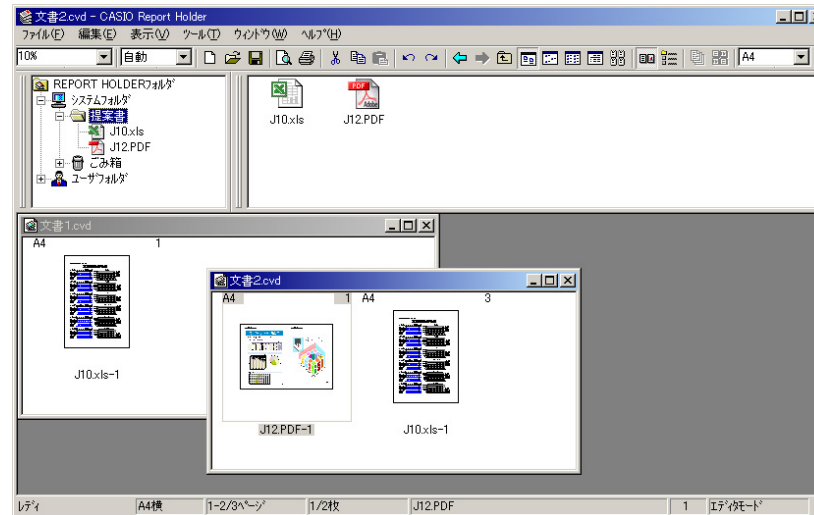 文書2.cvd - CASIO Report Holder
ﾌｧｲﾙ(F) 編集(E) 表示(V) ﾂｰﾙ(T) ｳｨﾝﾄﾞｳ(W) ﾍﾙﾌﾟ(H)
10% 自動 A4
REPORT HOLDERﾌｫﾙﾀﾞ
ｼｽﾃﾑﾌｫﾙﾀﾞ
提案書
J10.xls
J12.PDF
ごみ箱
ﾕｰｻﾞﾌｫﾙﾀﾞ
PDF
Adobe
J10.xls J12.PDF
文書1.cvd
A4 1
J10.xls-1
文書2.cvd
A4 1 A4 3
J12.PDF-1 J10.xls-1
ﾚﾃﾞｨ A4横 1-2/3ﾍﾟｰｼﾞ 1/2枚 J12.PDF 1 ｴﾃﾞｨﾀﾓｰﾄﾞ